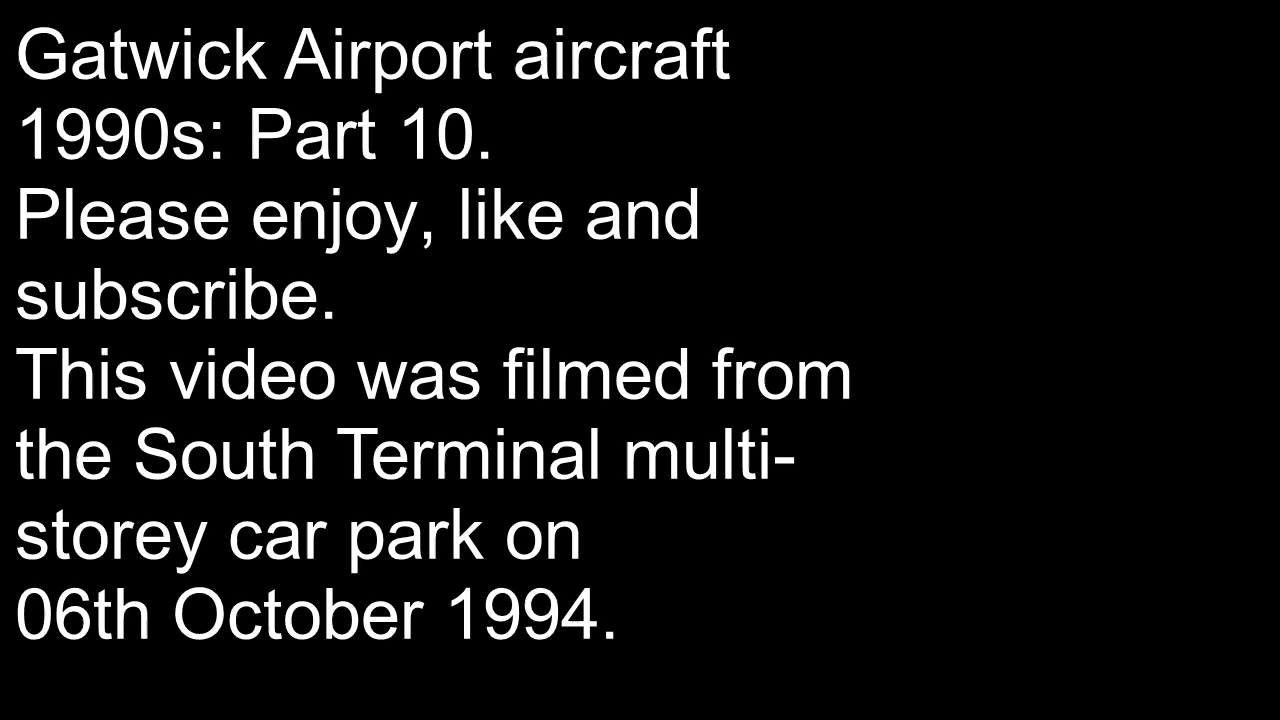 Gatwick Airport aircraft
1990s: Part 10.
Please enjoy, like and
subscribe.
This video was filmed from
the South Terminal multi-
storey car park on
06th October 1994.